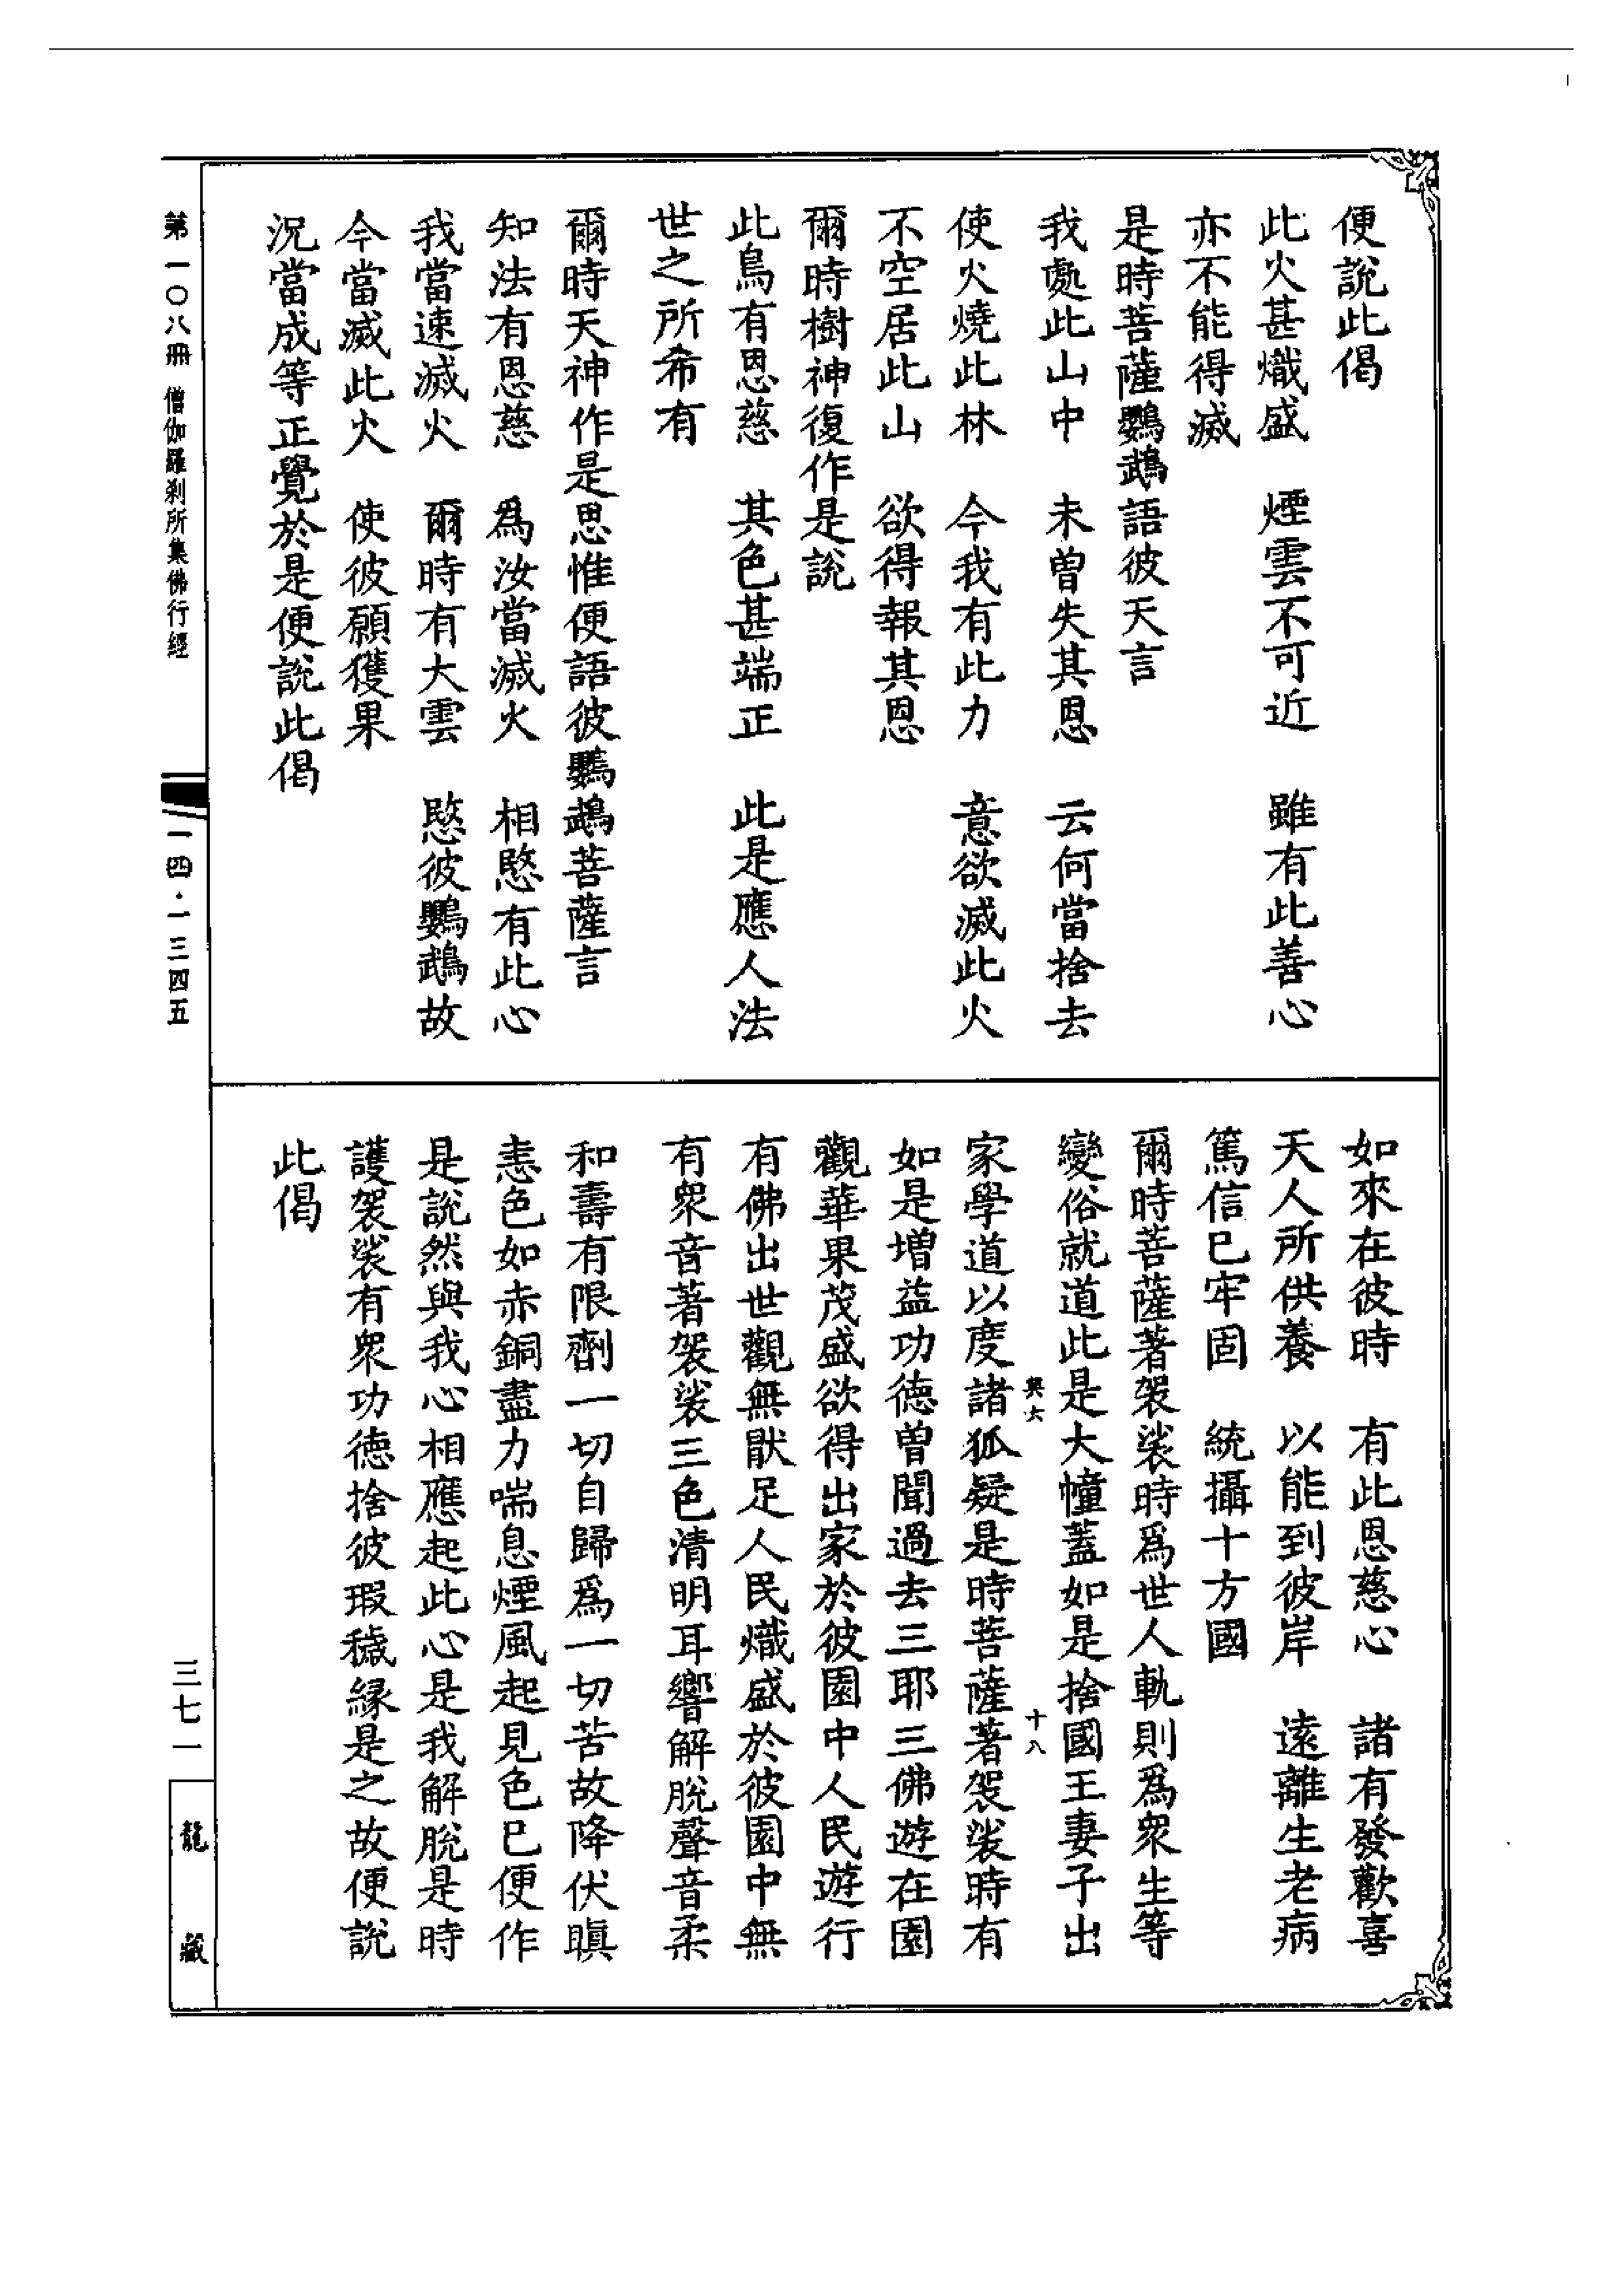 便說此偈
此火甚熾盛　煙雲不可近　雖有此善心
亦不能得滅
是時菩薩鸚鵡語彼天言
我處此山中　未曾失其恩　云何當捨去
使火燒此林　今我有此力　意欲滅此火
不空居此山　欲得報其恩
爾時樹神復作是說
此鳥有恩慈　其色甚端正　此是應人法
世之所希有
爾時天神作是思惟便語彼鸚鵡菩薩言
知法有恩慈　爲汝當滅火　相愍有此心
我當速滅火　爾時有大雲　愍彼鸚鵡故
今當滅此火　使彼願獲果
況當成等正覺於是便說此偈
如來在彼時　有此恩慈心　諸有發歡喜
天人所供養　以能到彼岸　遠離生老病
篤信已牢固　統攝十方國
爾時菩薩著袈裟時爲世人軌則爲衆生等
變俗就道此是大幢蓋如是捨國王妻子出
興六　十八
家學道以度諸狐疑是時菩薩著袈裟時有
如是增益功德曾聞過去三耶三佛遊在園
觀華果茂盛欲得出家於彼園中人民遊行
有佛出世觀無猒足人民熾盛於彼園中無
有衆音著袈裟三色清明耳響解脫聲音柔
和壽有限劑一切自歸爲一切苦故降伏瞋
恚色如赤銅盡力喘息煙風起見色已便作
是說然與我心相應起此心是我解脫是時
護袈裟有衆功德捨彼瑕穢緣是之故便說
此偈
第一〇八冊　僧伽羅刹所集佛行經
一四·一三四五
三七一
龍藏